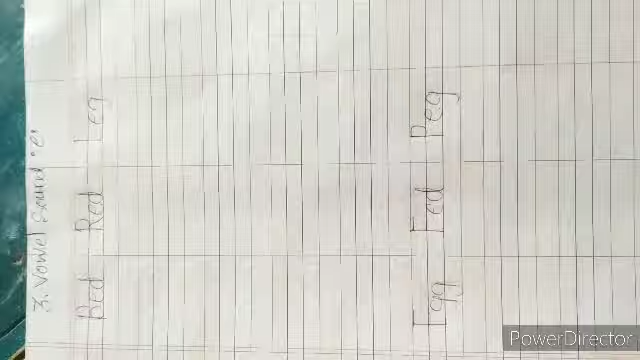 3. Vowel sound 'e'
Bed Red Leg
Egg Fed Peg
PowerDirector